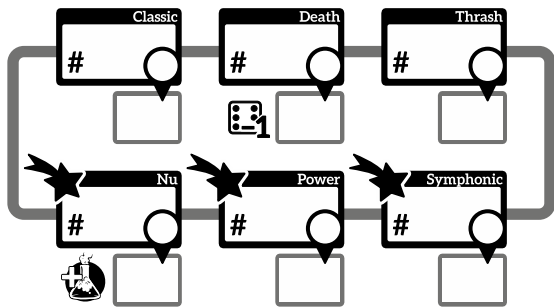 Classic Death Thrash
# # #
-1
Nu Power Symphonic
# # #
+